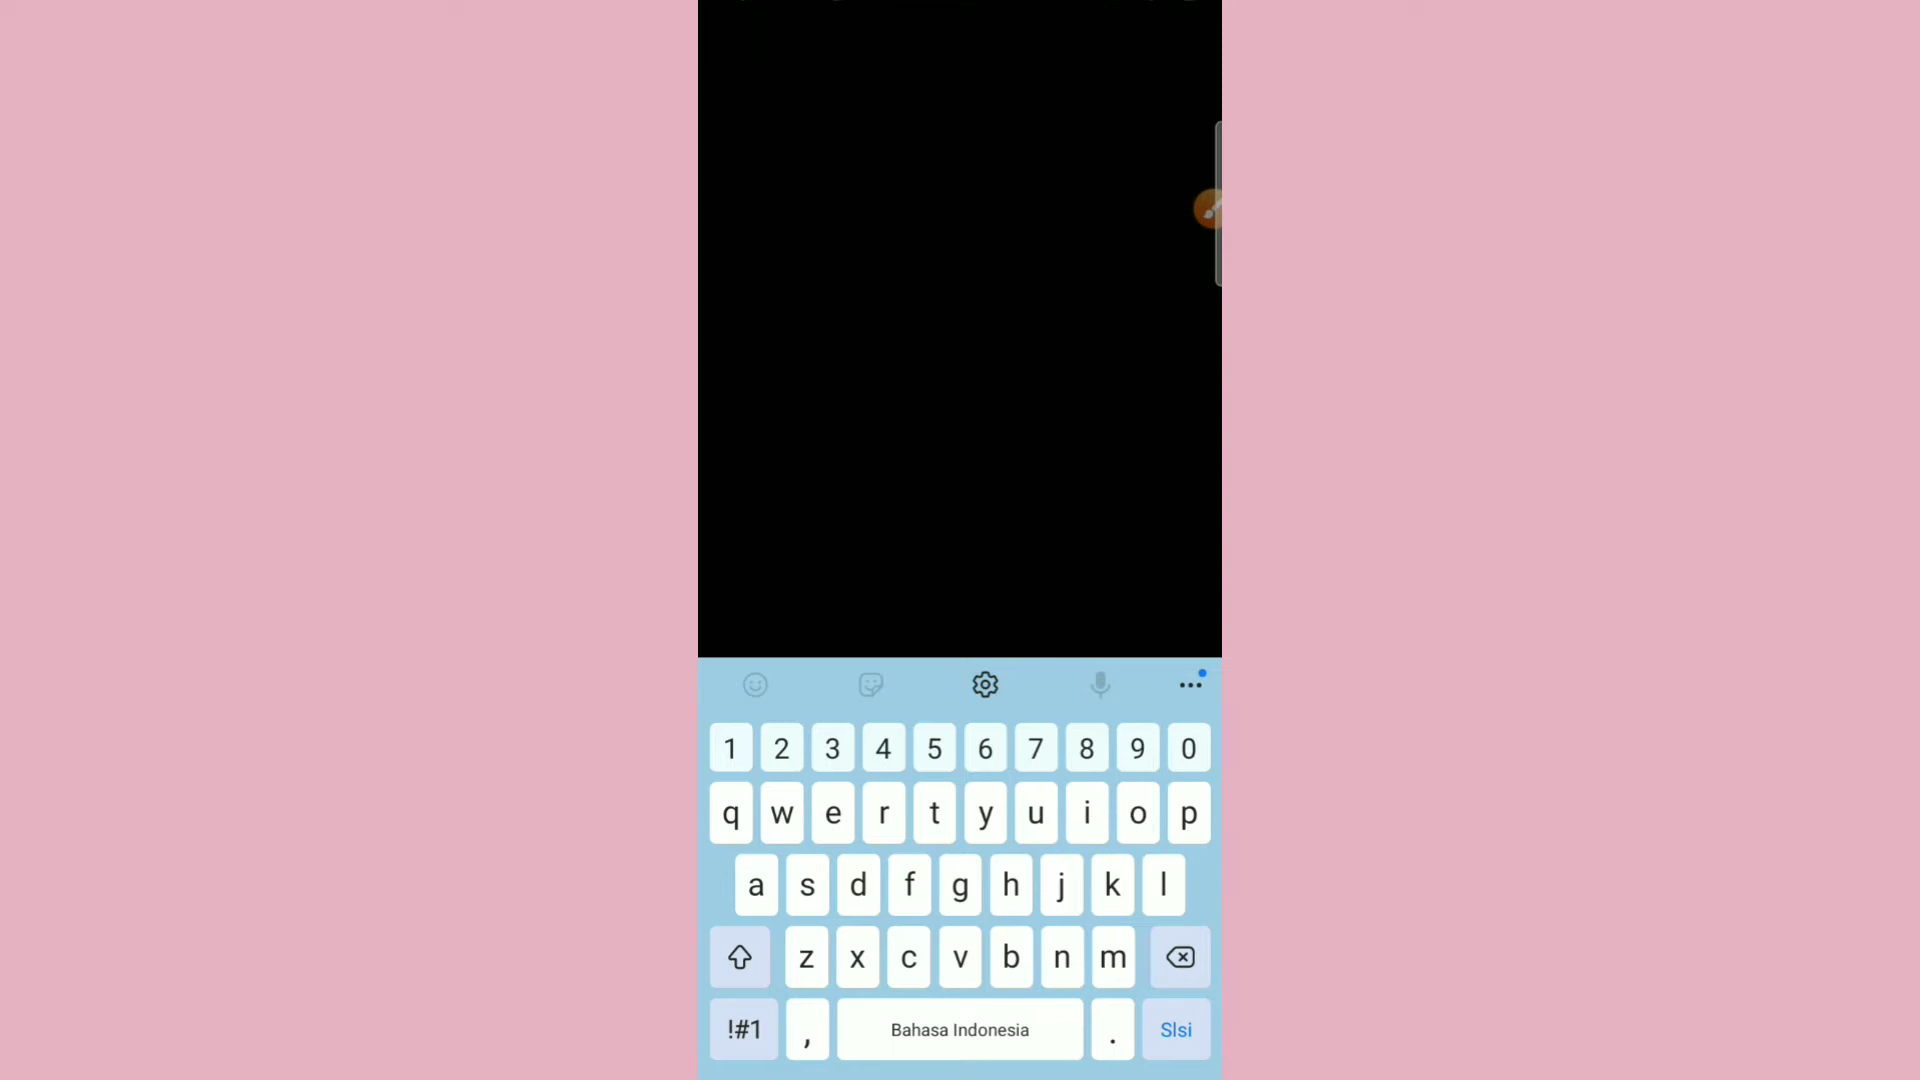 1 2 3 4 5 6 7 8 9 0
q w e r t y u i o p
a s d f g h j k l
z x c v b n m
!#1 , Bahasa Indonesia . Slsi